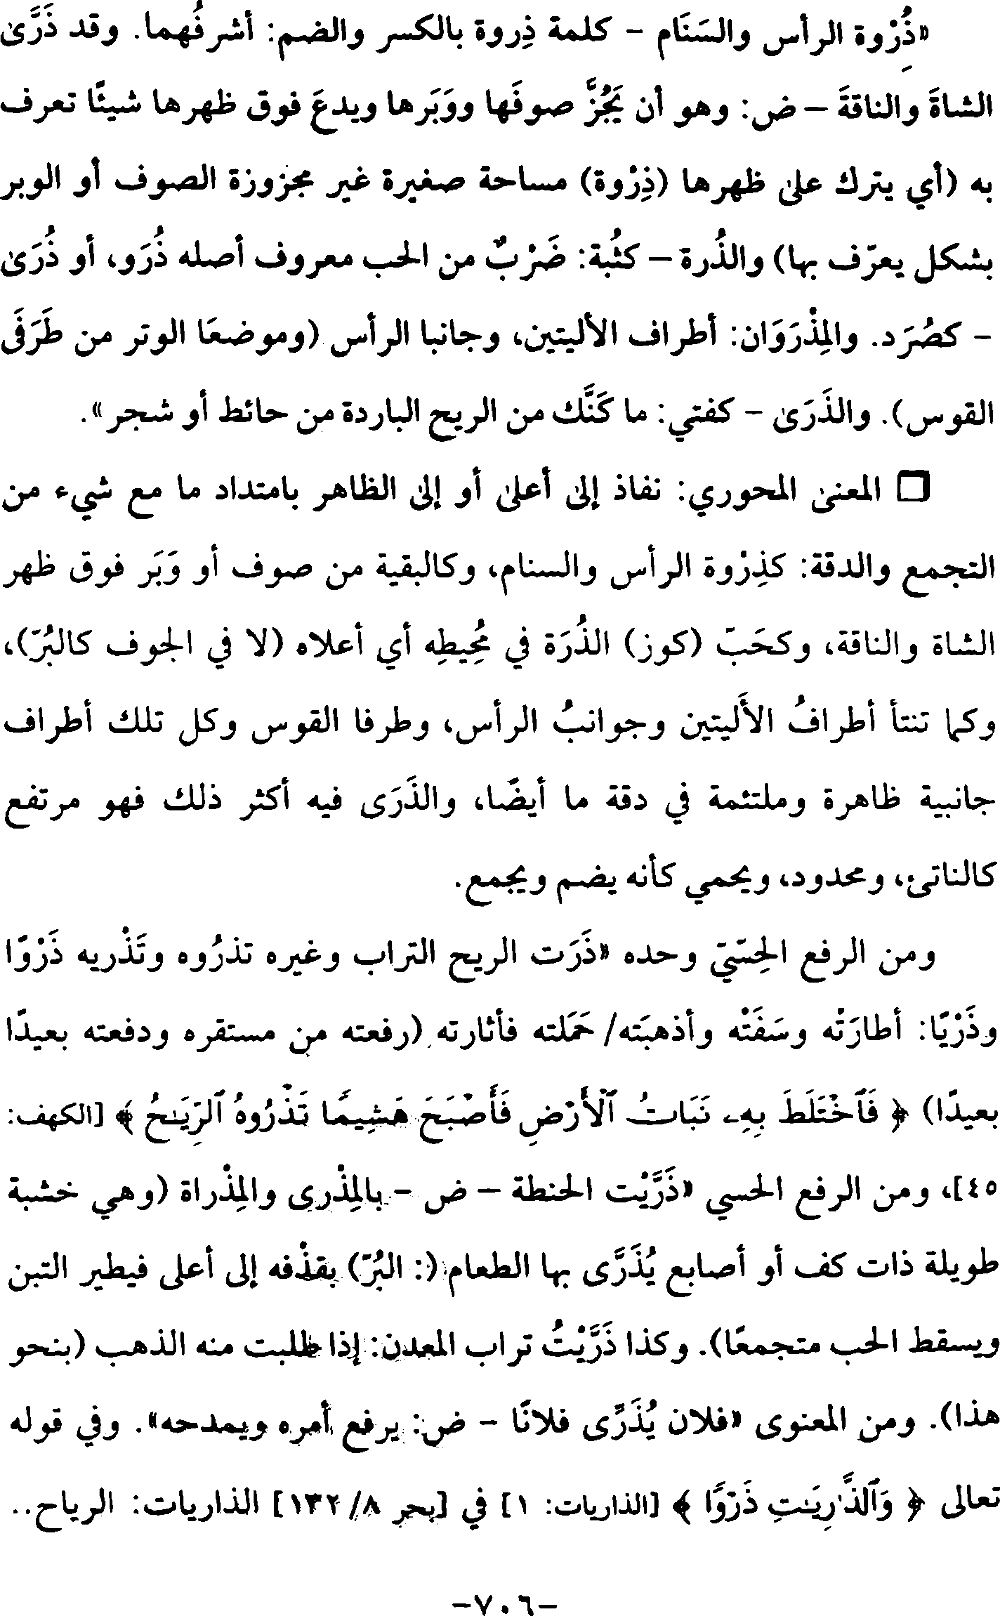 «ذُِرْوة الرأس والسَنَام - كلمة ذِروة بالكسر والضم: أشرفُهما. وقد ذَرَّىٰ
الشاةَ والناقةَ – ض: وهو أن يَجُزَّ صوفَها ووَبَرها ويدعَ فوق ظهرها شيئًا تعرف
به (أي يترك على ظهرها (ذِرْوة) مساحة صغيرة غير مجزوزة الصوف أو الوبر
بشكل يعرّف بها) والذُرة – كثُبة: ضَرْبٌ من الحب معروف أصله ذُرَو، أو ذُرَىٰ
- كصُرَد. والمِذْرَوَان: أطراف الأليتين، وجانبا الرأس (وموضعَا الوتر من طَرَفَى
القوس). والذَرَىٰ - كفتي: ما كَنَّك من الريح الباردة من حائط أو شجر».
□ المعنىٰ المحوري: نفاذ إلىٰ أعلىٰ أو إلىٰ الظاهر بامتداد ما مع شيء من
التجمع والدقة: كذِرْوة الرأس والسنام، وكالبقية من صوف أو وَبَر فوق ظهر
الشاة والناقة، وكحَبّ (كوز) الذُرَة في مُحِيطِه أي أعلاه (لا في الجوف كالبُرّ)،
وكما تنتأ أطرافُ الأَليتين وجوانبُ الرأس، وطرفا القوس وكل تلك أطراف
جانبية ظاهرة وملتئمة في دقة ما أيضًا، والذَرَى فيه أكثر ذلك فهو مرتفع
كالناتئ، ومحدود، ويحمي كأنه يضم ويجمع.
ومن الرفع الحِسّيّ وحده «ذَرَت الريح التراب وغيره تذرُوه وتَذْريه ذَرْوًا
وذَرْيًا: أطارَتْه وسَفَتْه وأذهبَته/ حَمَلته فأثارته (رفعته من مستقره ودفعته بعيدًا
بعيدًا) ﴿ فَٱخْتَلَطَ بِهِۦ نَبَاتُ ٱلْأَرْضِ فَأَصْبَحَ هَشِيمًا تَذْرُوهُ ٱلرِّيَـٰحُ ﴾ [الكهف:
٤٥]، ومن الرفع الحسي «ذَرَّيْت الحنطة – ض - بالمِذْرى والمِذْراة (وهي خشبة
طويلة ذات كف أو أصابع يُذَرَّى بها الطعام (: البُرّ) بقذْفه إلى أعلى فيطير التبن
ويسقط الحب متجمعًا). وكذا ذَرَّيْتُ تراب المعدن: إذا طلبت منه الذهب (بنحو
هذا). ومن المعنوى «فلان يُذَرِّى فلانًا - ض: يرفع أمره ويمدحه». وفي قوله
تعالى ﴿ وَٱلذَّٰرِيَـٰتِ ذَرْوًا ﴾ [الذاريات: ١] في [بحر ٨/ ١٣٢] الذاريات: الرياح..
-٧٠٦-